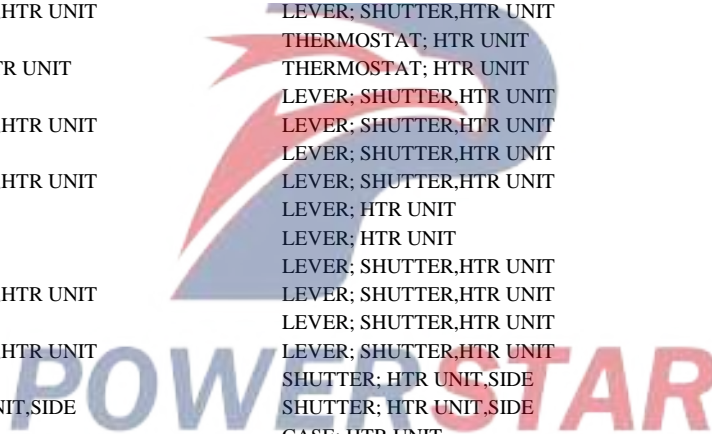 HTR UNIT LEVER; SHUTTER,HTR UNIT
THERMOSTAT; HTR UNIT
R UNIT THERMOSTAT; HTR UNIT
LEVER; SHUTTER,HTR UNIT
HTR UNIT LEVER; SHUTTER,HTR UNIT
LEVER; SHUTTER,HTR UNIT
HTR UNIT LEVER; SHUTTER,HTR UNIT
LEVER; HTR UNIT
LEVER; HTR UNIT
LEVER; SHUTTER,HTR UNIT
HTR UNIT LEVER; SHUTTER,HTR UNIT
LEVER; SHUTTER,HTR UNIT
HTR UNIT LEVER; SHUTTER,HTR UNIT
SHUTTER; HTR UNIT,SIDE
NIT,SIDE SHUTTER; HTR UNIT,SIDE
CASE; HTR UNIT
POWERSTAR